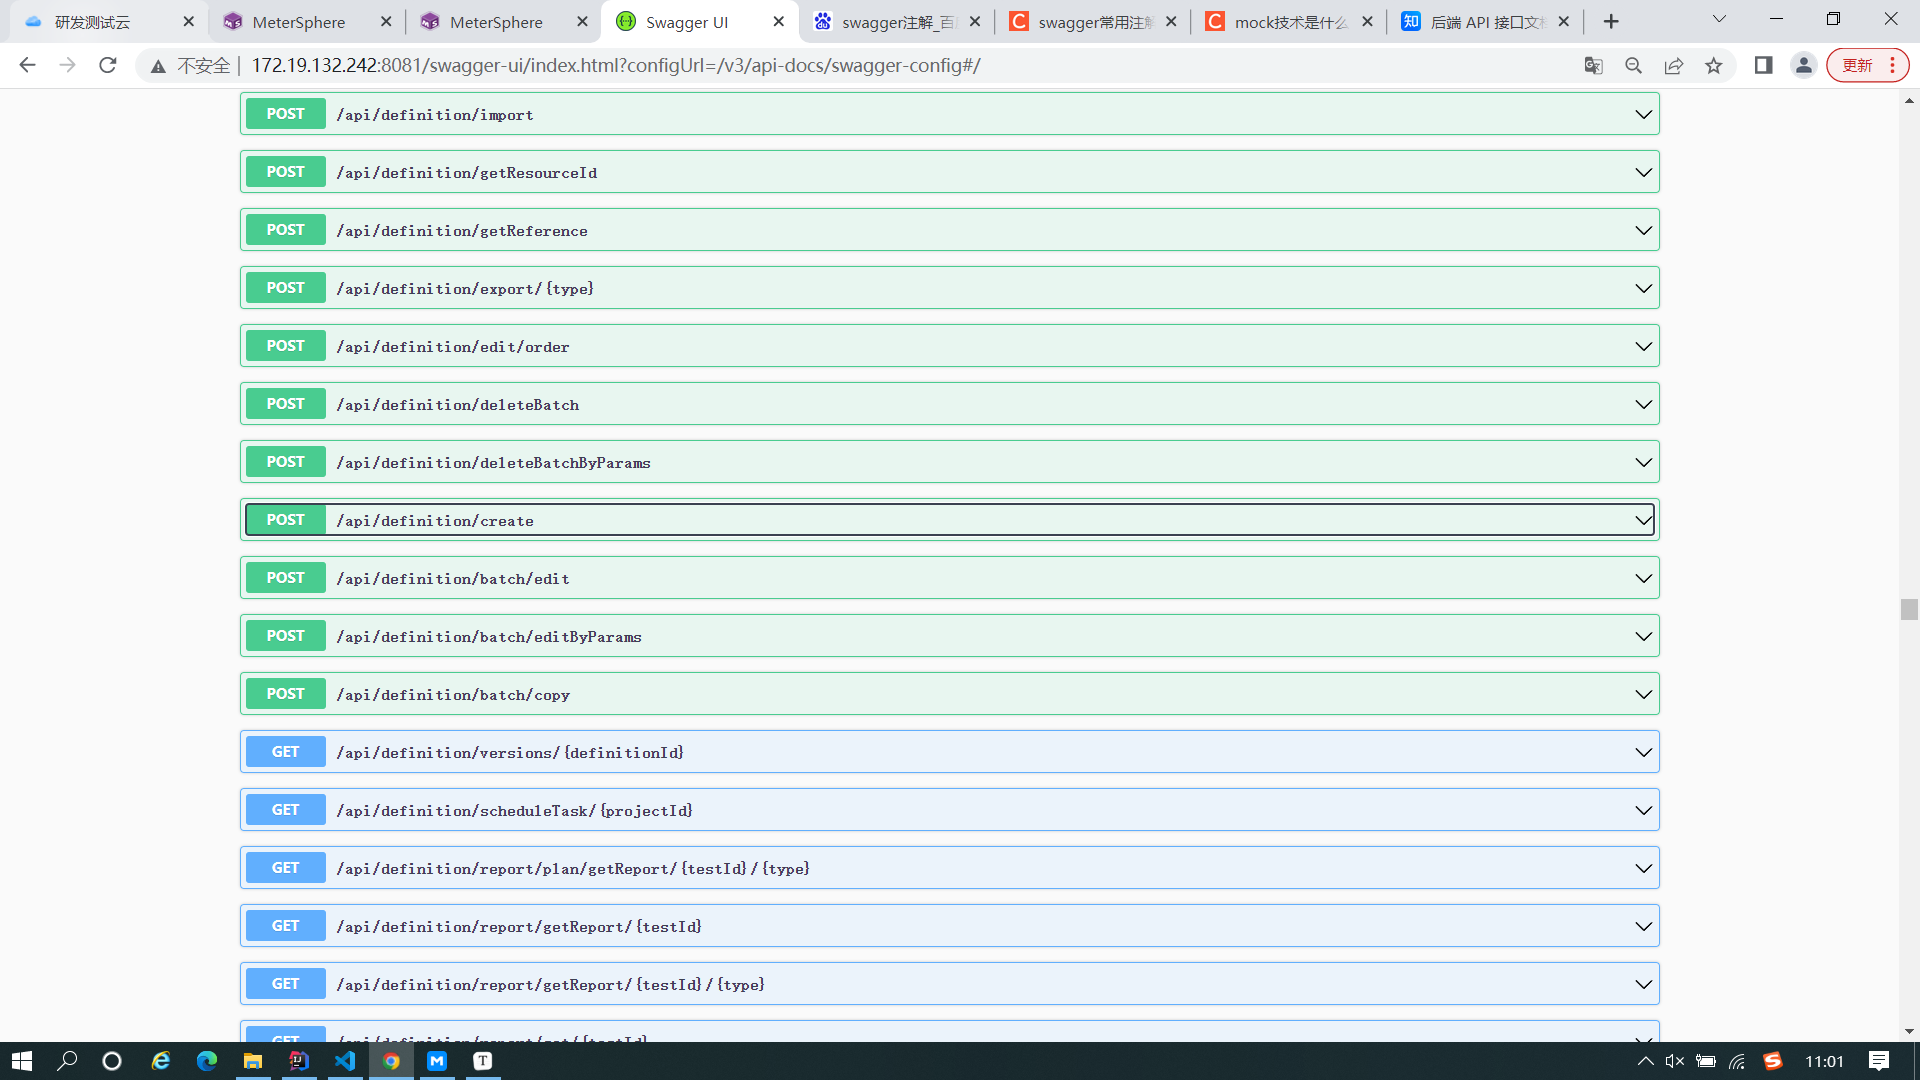 研发测试云
MeterSphere
MeterSphere
Swagger UI
swagger注解_百
swagger常用注解
mock技术是什么
后端 API 接口文档
不安全
172.19.132.242:8081/swagger-ui/index.html?configUrl=/v3/api-docs/swagger-config#/
更新
POST /api/definition/import
POST /api/definition/getResourceId
POST /api/definition/getReference
POST /api/definition/export/{type}
POST /api/definition/edit/order
POST /api/definition/deleteBatch
POST /api/definition/deleteBatchByParams
POST /api/definition/create
POST /api/definition/batch/edit
POST /api/definition/batch/editByParams
POST /api/definition/batch/copy
GET /api/definition/versions/{definitionId}
GET /api/definition/scheduleTask/{projectId}
GET /api/definition/report/plan/getReport/{testId}/{type}
GET /api/definition/report/getReport/{testId}
GET /api/definition/report/getReport/{testId}/{type}
GET /api/definition/report/get/{testId}
11:01